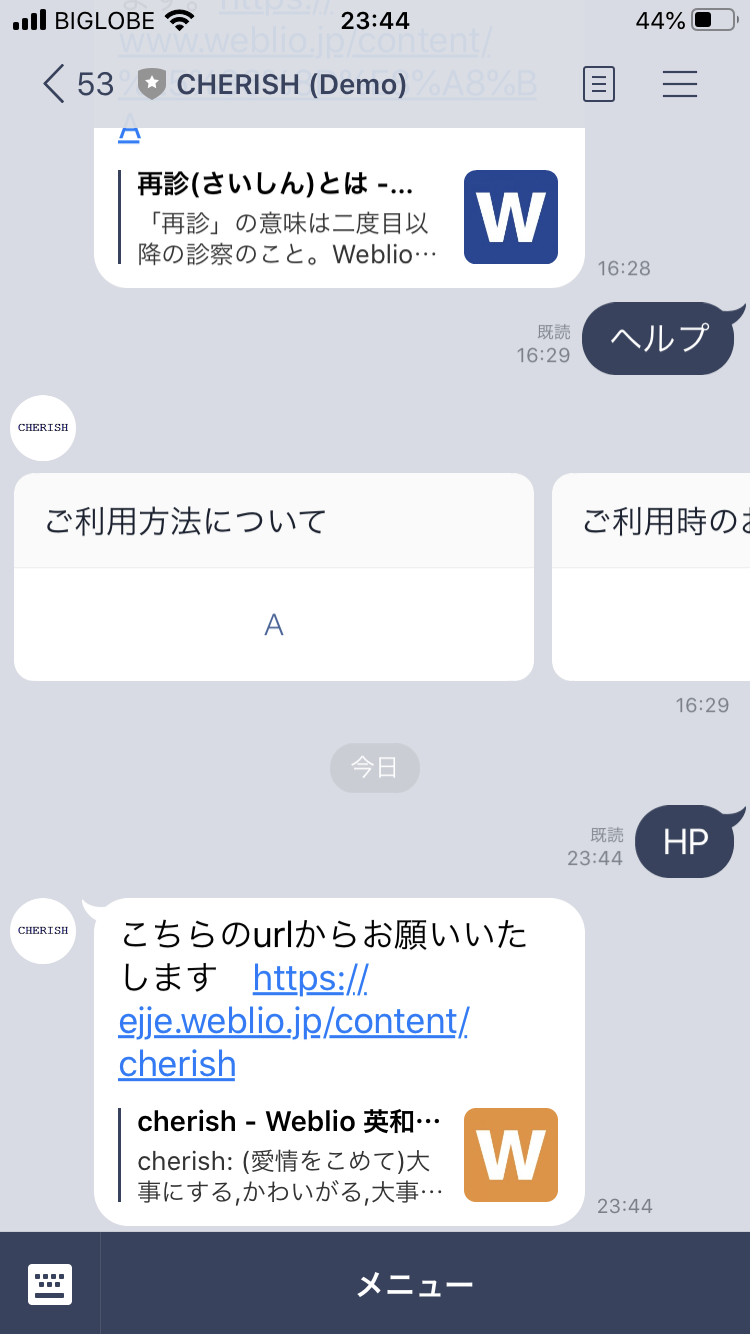 BIGLOBE 23:44 44%
ます。https://
www.weblio.jp/content/
53 CHERISH (Demo)
A
再診(さいしん)とは -...
「再診」の意味は二度目以
降の診察のこと。Weblio…
W
16:28
既読
16:29
ヘルプ
CHERISH
ご利用方法について
ご利用時のお
A
16:29
今日
既読
23:44
HP
CHERISH
こちらのurlからお願いいた
します https://
ejje.weblio.jp/content/
cherish
cherish - Weblio 英和…
cherish: (愛情をこめて)大
事にする,かわいがる,大事…
W
23:44
メニュー